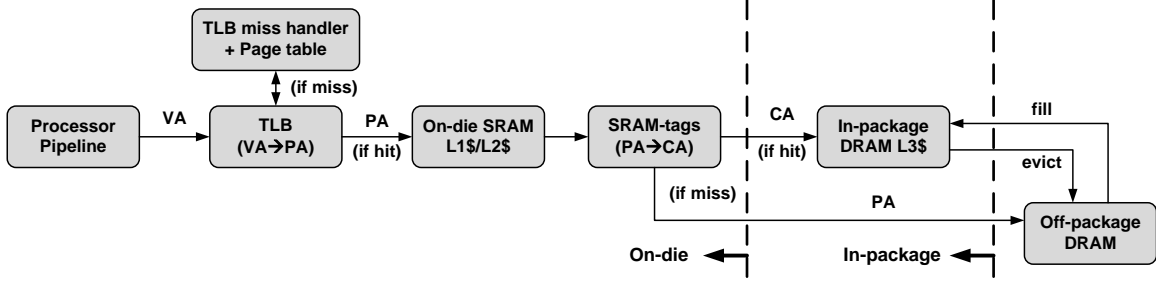 TLB miss handler
+ Page table
(if miss)
Processor
Pipeline
VA
TLB
(VA→PA)
PA
(if hit)
On-die SRAM
L1$/L2$
SRAM-tags
(PA→CA)
(if miss)
CA
(if hit)
In-package
DRAM L3$
fill
evict
PA
Off-package
DRAM
On-die
In-package